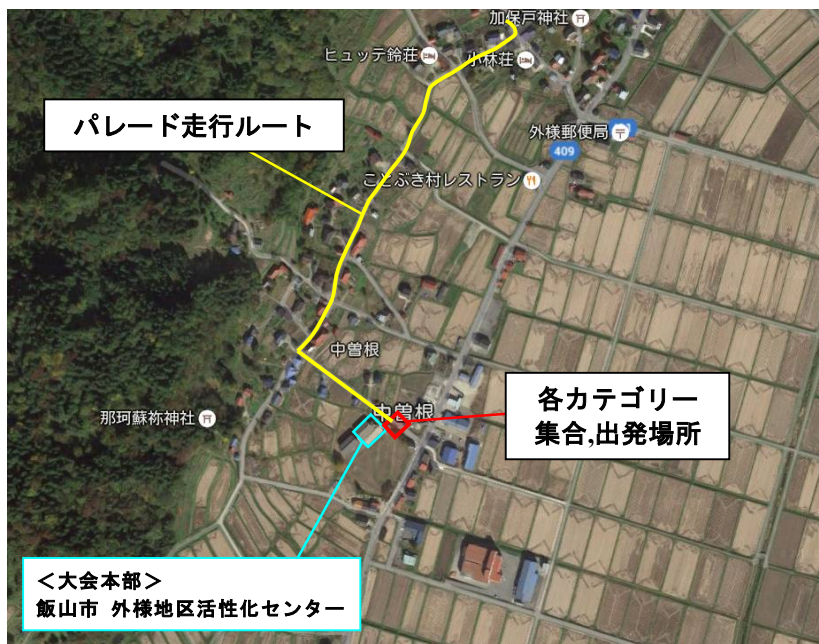 加保戸神社
ヒュッテ鈴荘
小林荘
パレード走行ルート
外様郵便局
409
ことぶき村レストラン
中曽根
各カテゴリー
集合,出発場所
那珂蘇祢神社
中曽根
＜大会本部＞
飯山市 外様地区活性化センター